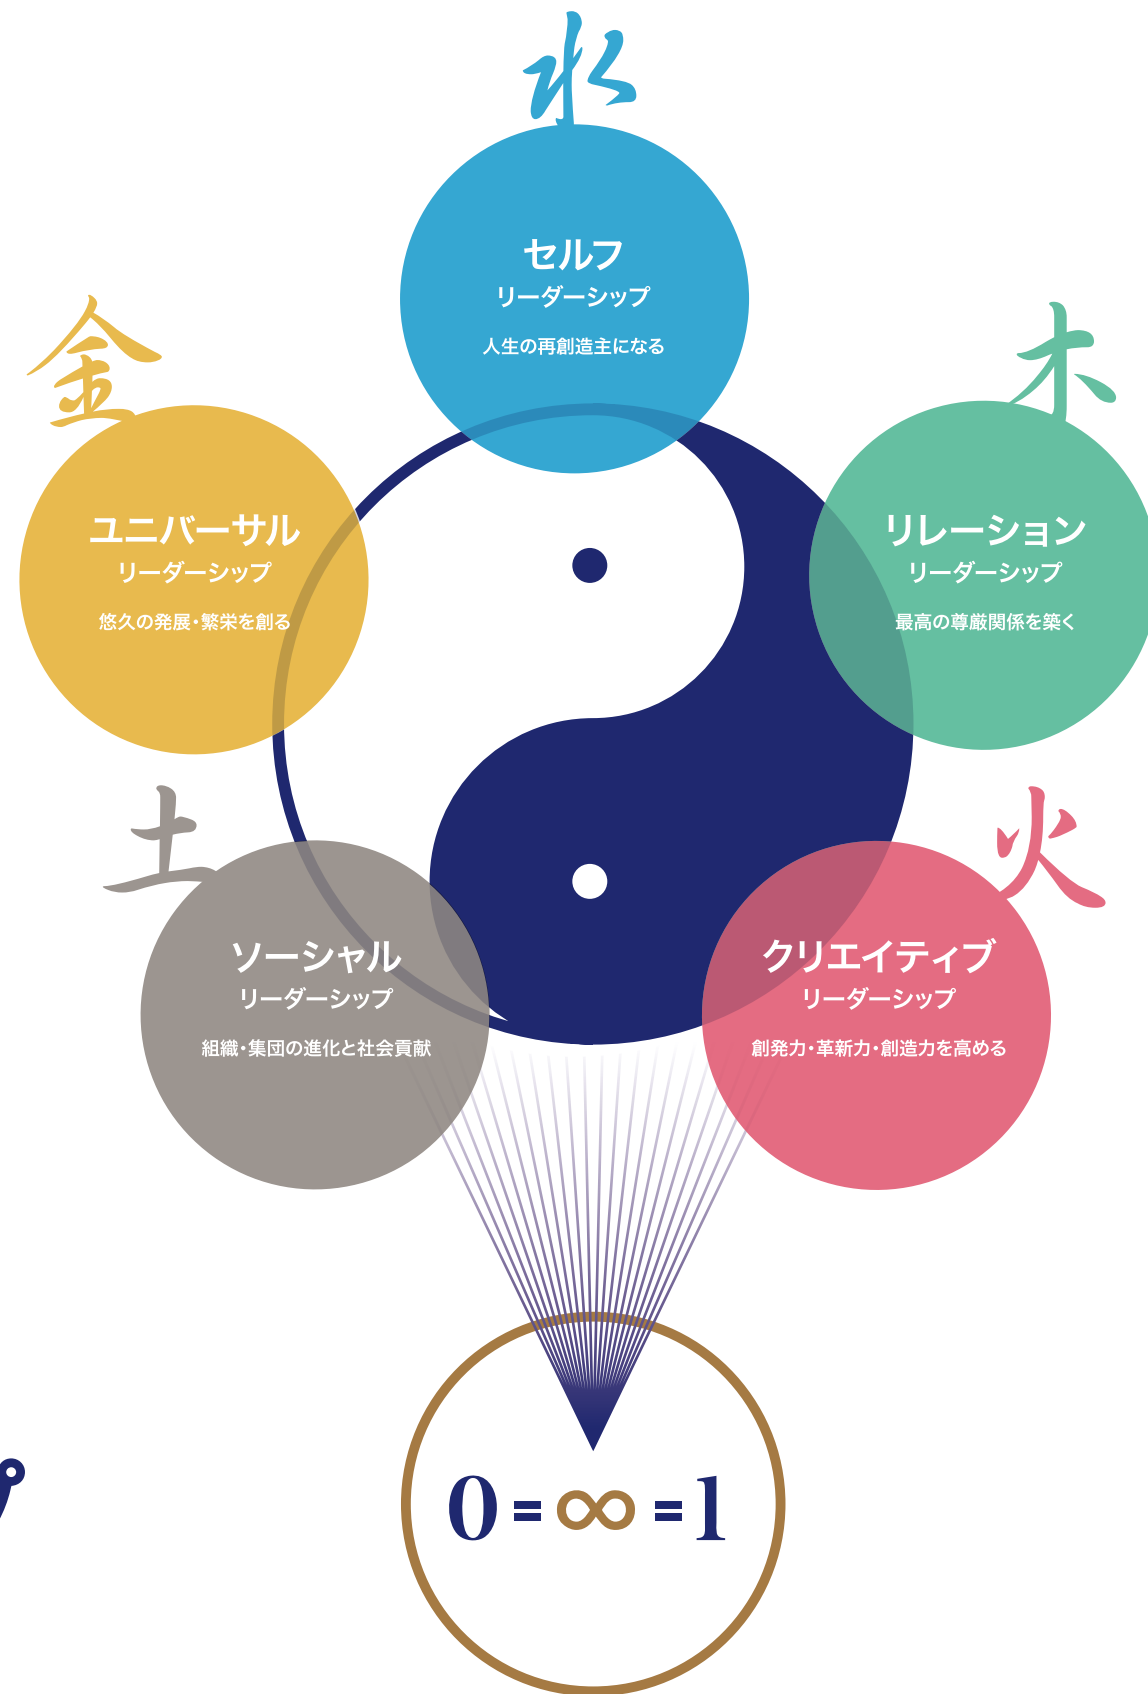 水
セルフ
リーダーシップ
人生の再創造主になる
金
ユニバーサル
リーダーシップ
悠久の発展・繁栄を創る
木
リレーション
リーダーシップ
最高の尊厳関係を築く
土
ソーシャル
リーダーシップ
組織・集団の進化と社会貢献
火
クリエイティブ
リーダーシップ
創発力・革新力・創造力を高める
0=∞=1